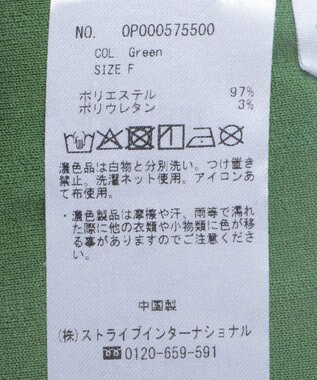 NO. OP000575500
COL Green
SIZE F
ポリエステル 97%
ポリウレタン 3%
濃色品は白物と分別洗い。つけ置き
禁止。洗濯ネット使用。アイロンあ
て布使用。
・濃色製品は摩擦や汗、雨等で濡れ
た際に他の衣類や小物類に色が移
る事がありますのでご注意くださ
い。
中国製
(株)ストライプインターナショナル
0120-659-591